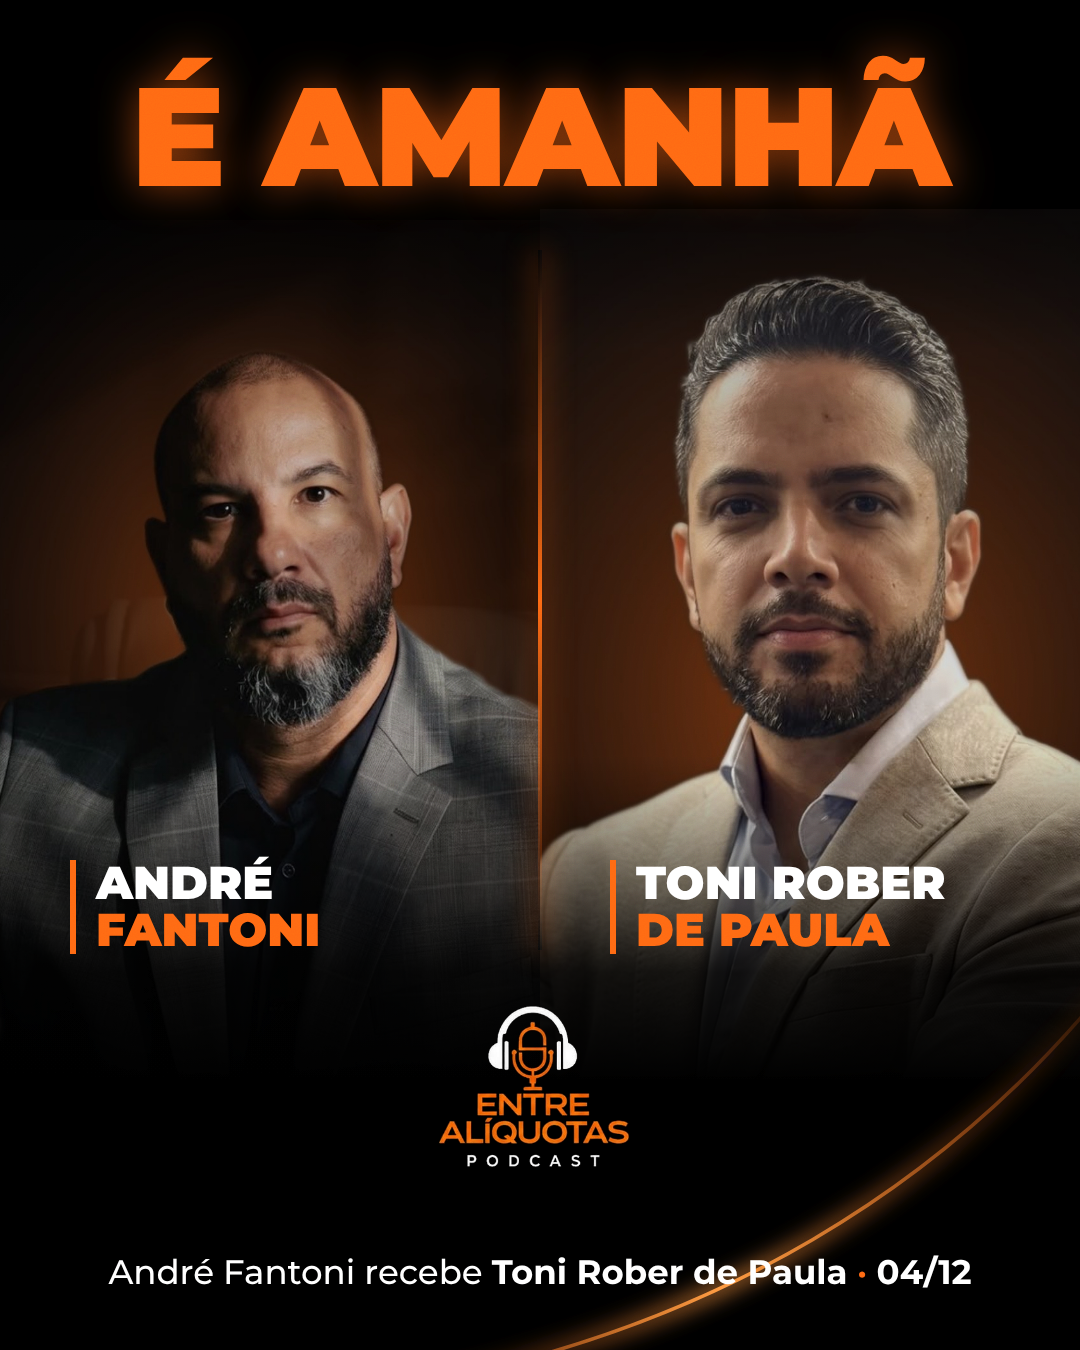 É AMANHÃ
ANDRÉ
FANTONI
TONI ROBER
DE PAULA
ENTRE
ALÍQUOTAS
PODCAST
André Fantoni recebe Toni Rober de Paula • 04/12